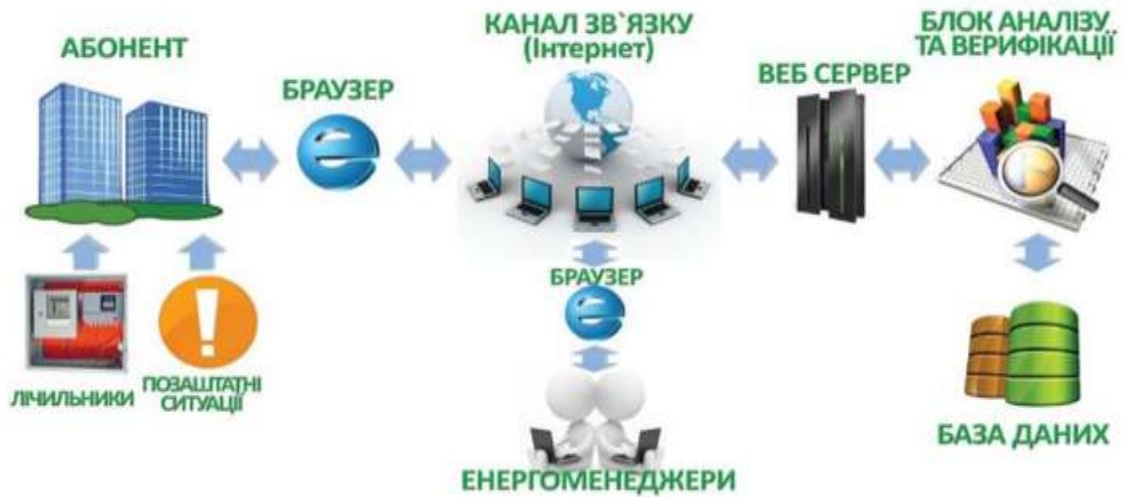 АБОНЕНТ
БРАУЗЕР
КАНАЛ ЗВ`ЯЗКУ
(Інтернет)
ВЕБ СЕРВЕР
БЛОК АНАЛІЗУ
ТА ВЕРИФІКАЦІЇ
ЛІЧИЛЬНИКИ
ПОЗАШТАТНІ
СИТУАЦІЇ
БРАУЗЕР
ЕНЕРГОМЕНЕДЖЕРИ
БАЗА ДАНИХ